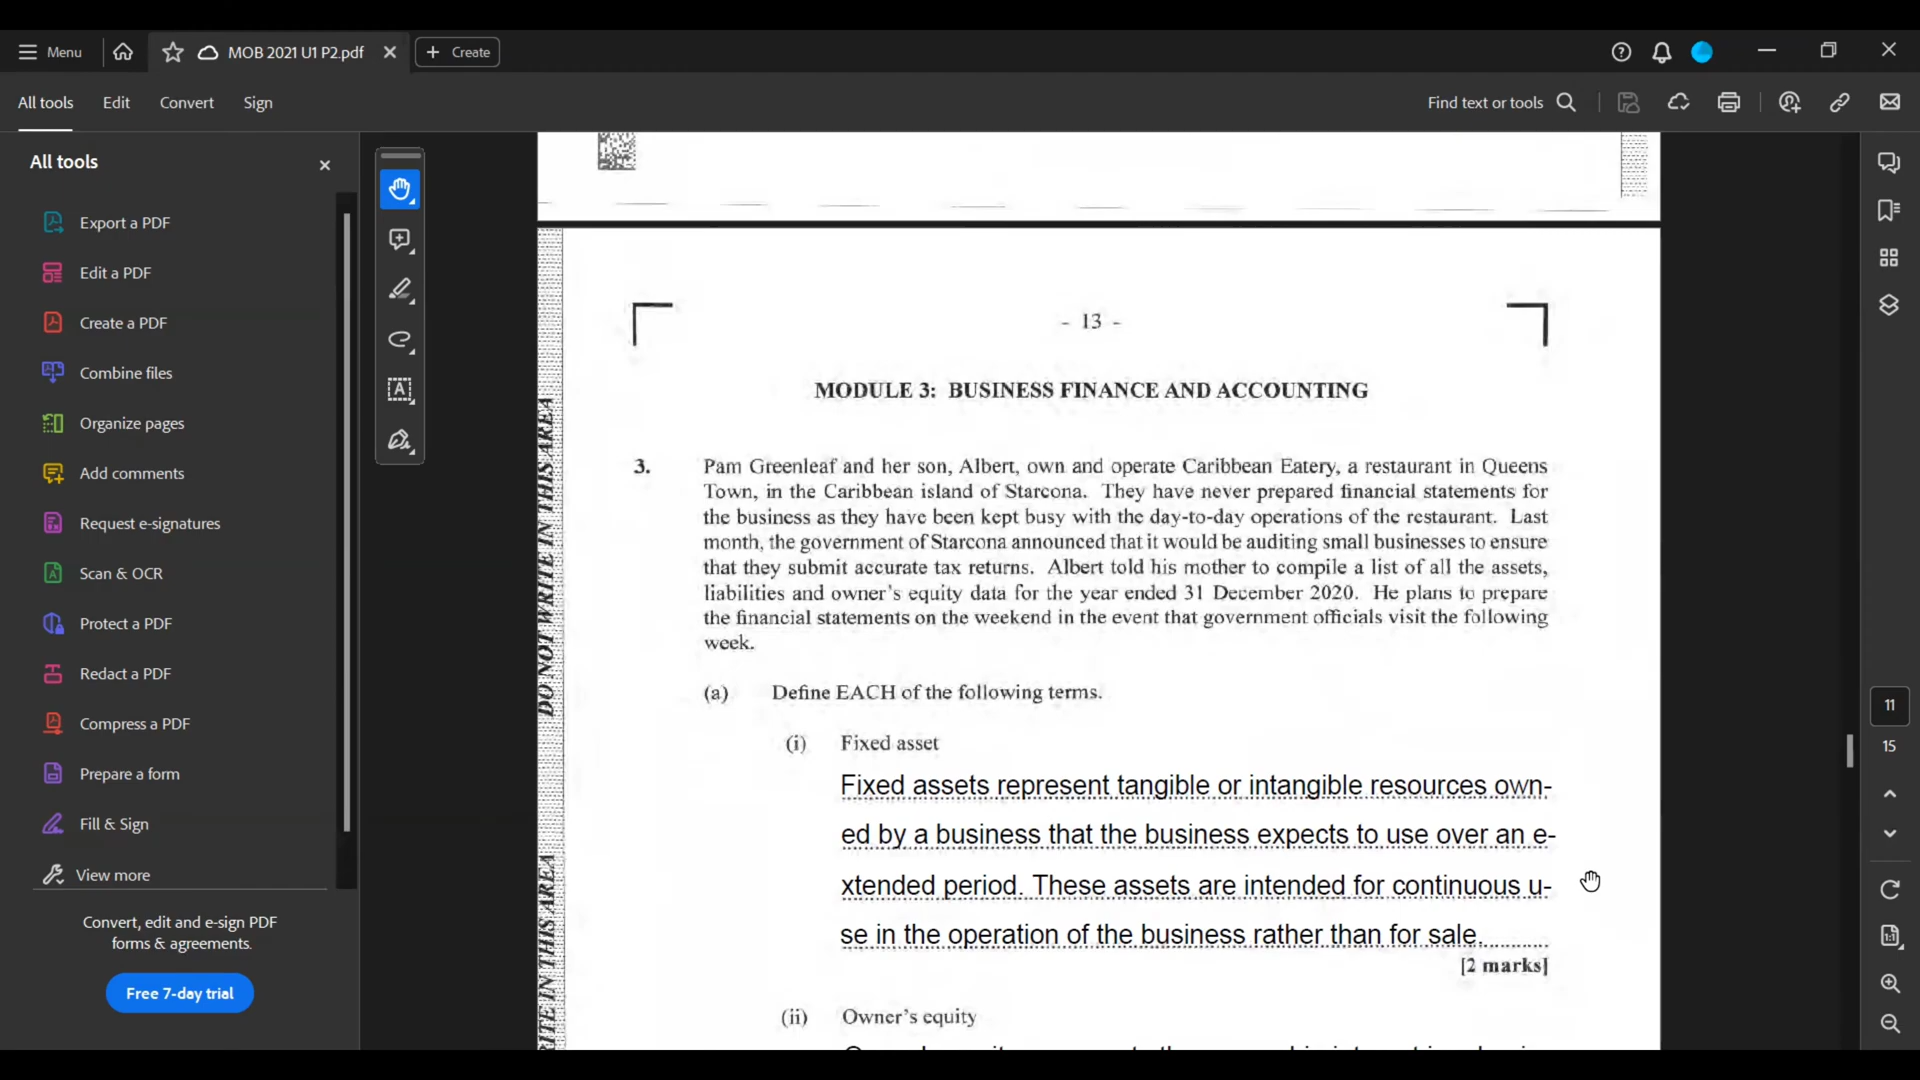 Menu
MOB 2021 U1 P2.pdf
Create
All tools
Edit
Convert
Sign
Find text or tools
All tools
Export a PDF
Edit a PDF
Create a PDF
Combine files
Organize pages
Add comments
Request e-signatures
Scan & OCR
Protect a PDF
Redact a PDF
Compress a PDF
Prepare a form
Fill & Sign
View more
Convert, edit and e-sign PDF
forms & agreements.
Free 7-day trial
DO NOT WRITE IN THIS AREA
RITE IN THIS AREA
- 13 -
MODULE 3: BUSINESS FINANCE AND ACCOUNTING
3. Pam Greenleaf and her son, Albert, own and operate Caribbean Eatery, a restaurant in Queens
Town, in the Caribbean island of Starcona. They have never prepared financial statements for
the business as they have been kept busy with the day-to-day operations of the restaurant. Last
month, the government of Starcona announced that it would be auditing small businesses to ensure
that they submit accurate tax returns. Albert told his mother to compile a list of all the assets,
liabilities and owner's equity data for the year ended 31 December 2020. He plans to prepare
the financial statements on the weekend in the event that government officials visit the following
week.
(a) Define EACH of the following terms.
(i) Fixed asset
Fixed assets represent tangible or intangible resources own-
ed by a business that the business expects to use over an e-
xtended period. These assets are intended for continuous u-
se in the operation of the business rather than for sale.
[2 marks]
(ii) Owner's equity
11
15